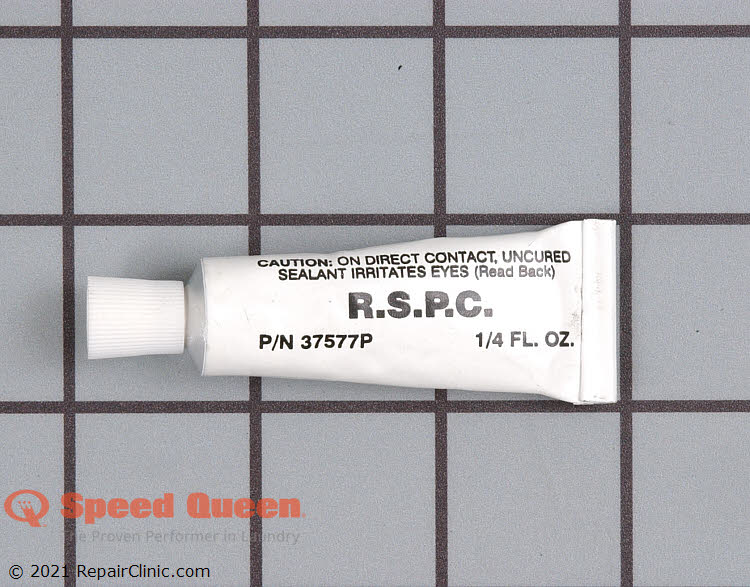 CAUTION: ON DIRECT CONTACT, UNCURED
SEALANT IRRITATES EYES (Read Back)
R.S.P.C.
P/N 37577P 1/4 FL. OZ.
Speed Queen
The Proven Performer in Laundry
© 2021 RepairClinic.com